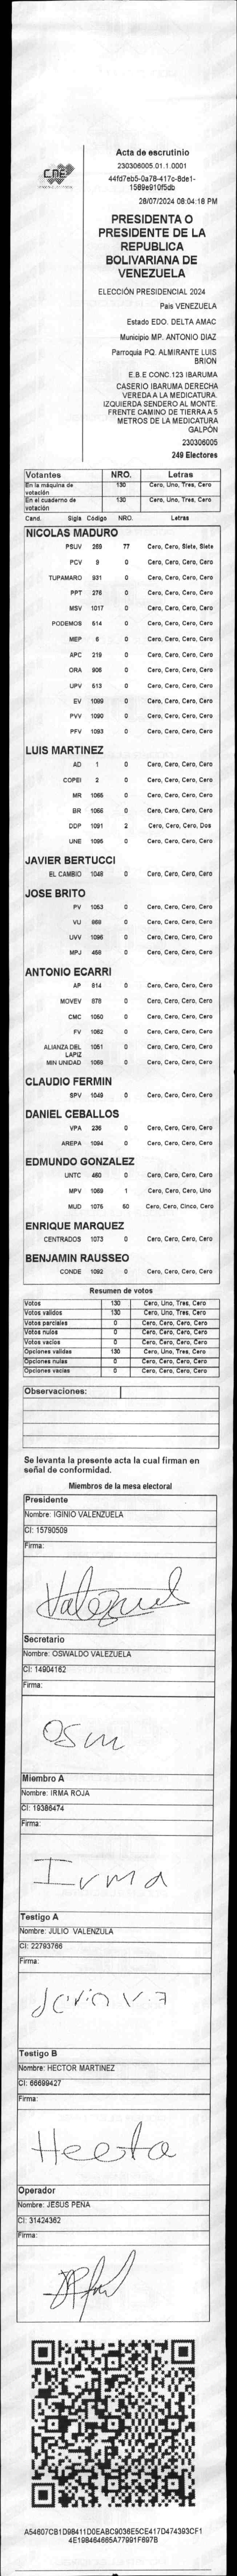 CNE
Acta de escrutinio
230306005.01.1.0001
44fd7eb5-0a78-417c-8de1-
1589e910f5db
28/07/2024 08:04:18 PM
PRESIDENTA O
PRESIDENTE DE LA
REPUBLICA
BOLIVARIANA DE
VENEZUELA
ELECCIÓN PRESIDENCIAL 2024
Pais VENEZUELA
Estado EDO. DELTA AMAC
Municipio MP. ANTONIO DIAZ
Parroquia PQ. ALMIRANTE LUIS
BRION
E.B.E CONC.123 IBARUMA
CASERIO IBARUMA DERECHA
VEREDA A LA MEDICATURA.
IZQUIERDA SENDERO AL MONTE.
FRENTE CAMINO DE TIERRA A 5
METROS DE LA MEDICATURA
GALPÓN
230306005
249 Electores
Votantes NRO. Letras
En la máquina de votación 130 Cero, Uno, Tres, Cero
En el cuaderno de votación 130 Cero, Uno, Tres, Cero
Cand. Sigla Código NRO. Letras
NICOLAS MADURO
PSUV 269 77 Cero, Cero, Siete, Siete
PCV 9 0 Cero, Cero, Cero, Cero
TUPAMARO 931 0 Cero, Cero, Cero, Cero
PPT 276 0 Cero, Cero, Cero, Cero
MSV 1017 0 Cero, Cero, Cero, Cero
PODEMOS 614 0 Cero, Cero, Cero, Cero
MEP 6 0 Cero, Cero, Cero, Cero
APC 219 0 Cero, Cero, Cero, Cero
ORA 906 0 Cero, Cero, Cero, Cero
UPV 613 0 Cero, Cero, Cero, Cero
EV 1089 0 Cero, Cero, Cero, Cero
PVV 1090 0 Cero, Cero, Cero, Cero
PFV 1093 0 Cero, Cero, Cero, Cero
LUIS MARTINEZ
AD 1 0 Cero, Cero, Cero, Cero
COPEI 2 0 Cero, Cero, Cero, Cero
MR 1065 0 Cero, Cero, Cero, Cero
BR 1066 0 Cero, Cero, Cero, Cero
DDP 1091 2 Cero, Cero, Cero, Dos
UNE 1095 0 Cero, Cero, Cero, Cero
JAVIER BERTUCCI
EL CAMBIO 1048 0 Cero, Cero, Cero, Cero
JOSE BRITO
PV 1053 0 Cero, Cero, Cero, Cero
VU 868 0 Cero, Cero, Cero, Cero
UVV 1096 0 Cero, Cero, Cero, Cero
MPJ 458 0 Cero, Cero, Cero, Cero
ANTONIO ECARRI
AP 814 0 Cero, Cero, Cero, Cero
MOVEV 878 0 Cero, Cero, Cero, Cero
CMC 1050 0 Cero, Cero, Cero, Cero
FV 1062 0 Cero, Cero, Cero, Cero
ALIANZA DEL LAPIZ 1051 0 Cero, Cero, Cero, Cero
MIN UNIDAD 1068 0 Cero, Cero, Cero, Cero
CLAUDIO FERMIN
SPV 1049 0 Cero, Cero, Cero, Cero
DANIEL CEBALLOS
VPA 236 0 Cero, Cero, Cero, Cero
AREPA 1094 0 Cero, Cero, Cero, Cero
EDMUNDO GONZALEZ
UNTC 460 0 Cero, Cero, Cero, Cero
MPV 1069 1 Cero, Cero, Cero, Uno
MUD 1075 50 Cero, Cero, Cinco, Cero
ENRIQUE MARQUEZ
CENTRADOS 1073 0 Cero, Cero, Cero, Cero
BENJAMIN RAUSSEO
CONDE 1092 0 Cero, Cero, Cero, Cero
Resumen de votos
Votos 130 Cero, Uno, Tres, Cero
Votos validos 130 Cero, Uno, Tres, Cero
Votos parciales 0 Cero, Cero, Cero, Cero
Votos nulos 0 Cero, Cero, Cero, Cero
Votos vacios 0 Cero, Cero, Cero, Cero
Opciones validas 130 Cero, Uno, Tres, Cero
Opciones nulas 0 Cero, Cero, Cero, Cero
Opciones vacias 0 Cero, Cero, Cero, Cero
Observaciones:
Se levanta la presente acta la cual firman en
señal de conformidad.
Miembros de la mesa electoral
Presidente
Nombre: IGINIO VALENZUELA
CI: 15790509
Firma:
Valenzuel
Secretario
Nombre: OSWALDO VALEZUELA
CI: 14904162
Firma:
Osw
Miembro A
Nombre: IRMA ROJA
CI: 19386474
Firma:
Irma
Testigo A
Nombre: JULIO VALENZULA
CI: 22793766
Firma:
Testigo B
Nombre: HECTOR MARTINEZ
CI: 66699427
Firma:
Heesta
Operador
Nombre: JESUS PENA
CI: 31424362
Firma:
A54607CB1D98411D0EABC9036E5CE417D474393CF1
4E198464665A77991F697B